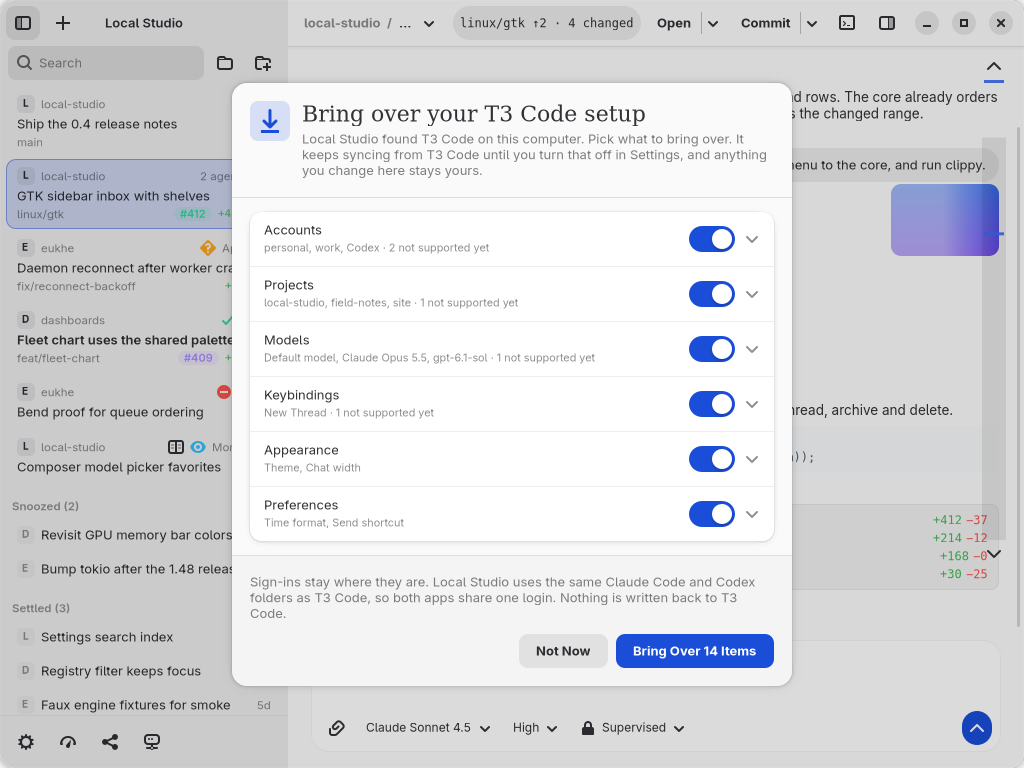 Local Studio
local-studio / ...
linux/gtk ↑2 · 4 changed
Open
Commit
Search
L local-studio
Ship the 0.4 release notes
main
L local-studio 2
GTK sidebar inbox with shelves
linux/gtk #412
E eukhe
Daemon reconnect after worker
fix/reconnect-backoff
D dashboards
Fleet chart uses the shared palette
feat/fleet-chart #409
E eukhe
Bend proof for queue ordering
L local-studio
Composer model picker favorites
Snoozed (2)
D Revisit GPU memory bar colors
E Bump tokio after the 1.48
Settled (3)
L Settings search index
D Registry filter keeps focus
E Faux engine fixtures for smoke 5d
rows. The core already orders
the changed range.
to the core, and run clippy.
archive and delete.
));
+412 −37
+214 −12
+168 −0
+30 −25
Bring over your T3 Code setup
Local Studio found T3 Code on this computer. Pick what to bring over. It
keeps syncing from T3 Code until you turn that off in Settings, and anything
you change here stays yours.
Accounts
personal, work, Codex · 2 not supported yet
Projects
local-studio, field-notes, site · 1 not supported yet
Models
Default model, Claude Opus 5.5, gpt-6.1-sol · 1 not supported yet
Keybindings
New Thread · 1 not supported yet
Appearance
Theme, Chat width
Preferences
Time format, Send shortcut
Sign-ins stay where they are. Local Studio uses the same Claude Code and Codex
folders as T3 Code, so both apps share one login. Nothing is written back to T3
Code.
Not Now
Bring Over 14 Items
Claude Sonnet 4.5
High
Supervised